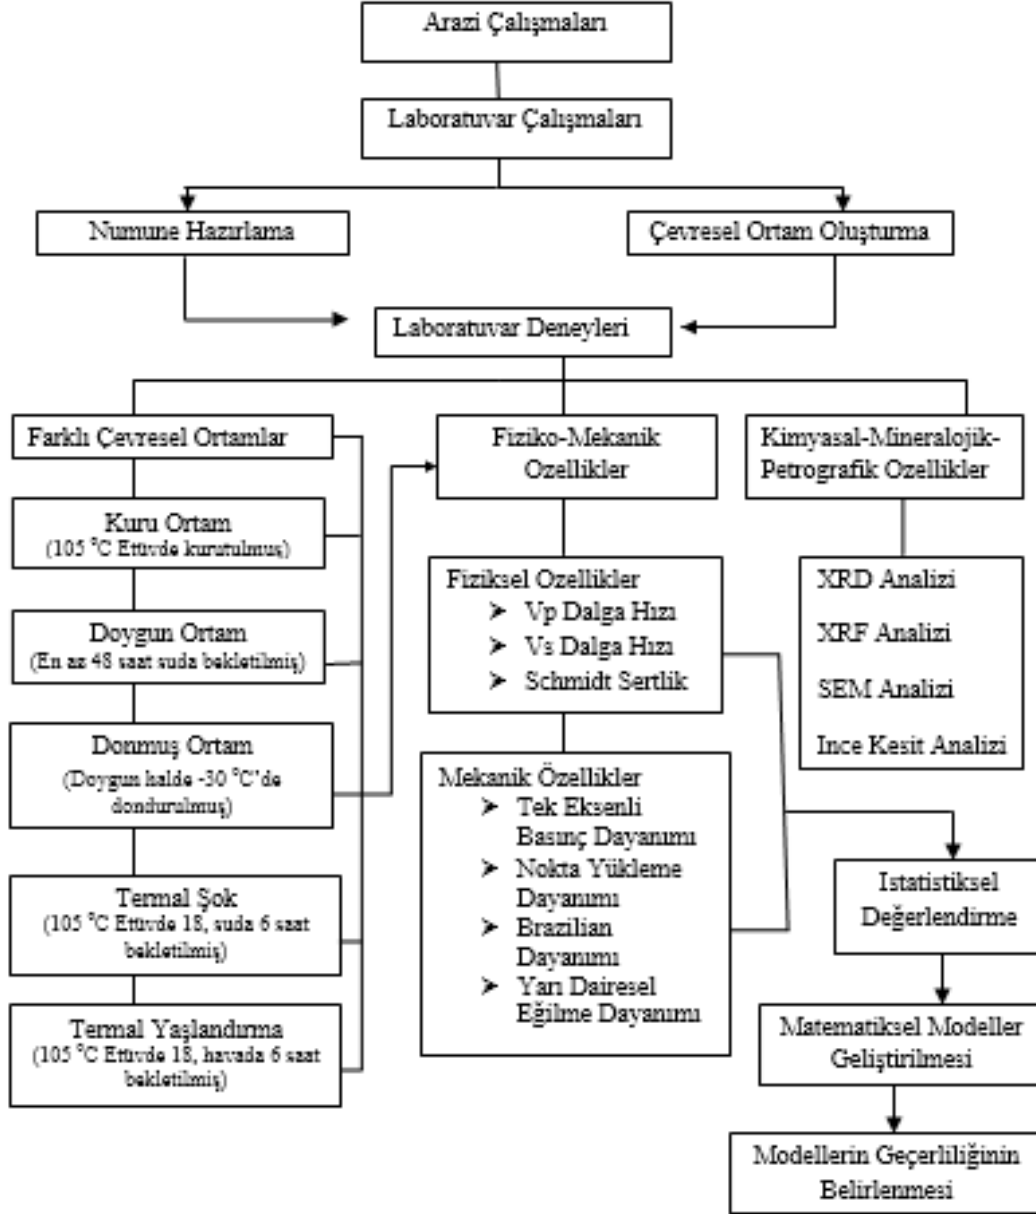 Arazi Çalışmaları
Laboratuvar Çalışmaları
Numune Hazırlama
Çevresel Ortam Oluşturma
Laboratuvar Deneyleri
Farklı Çevresel Ortamlar
Kuru Ortam
(105 °C Etüvde kurutulmuş)
Doygun Ortam
(En az 48 saat suda bekletilmiş)
Donmuş Ortam
(Doygun halde -30 °C'de
dondurulmuş)
Termal Şok
(105 °C Etüvde 18, suda 6 saat
bekletilmiş)
Termal Yaşlandırma
(105 °C Etüvde 18, havada 6 saat
bekletilmiş)
Fiziko-Mekanik
Ozellikler
Fiziksel Ozellikler
➤ Vp Dalga Hızı
➤ Vs Dalga Hızı
➤ Schmidt Sertlik
Mekanik Özellikler
➤ Tek Eksenli
Basınç Dayanımı
➤ Nokta Yükleme
Dayanımı
➤ Brazilian
Dayanımı
➤ Yarı Dairesel
Eğilme Dayanımı
Kimyasal-Mineralojik-
Petrografik Ozellikler
XRD Analizi
XRF Analizi
SEM Analizi
Ince Kesit Analizi
Istatistiksel
Değerlendirme
Matematiksel Modeller
Geliştirilmesi
Modellerin Geçerliliğinin
Belirlenmesi